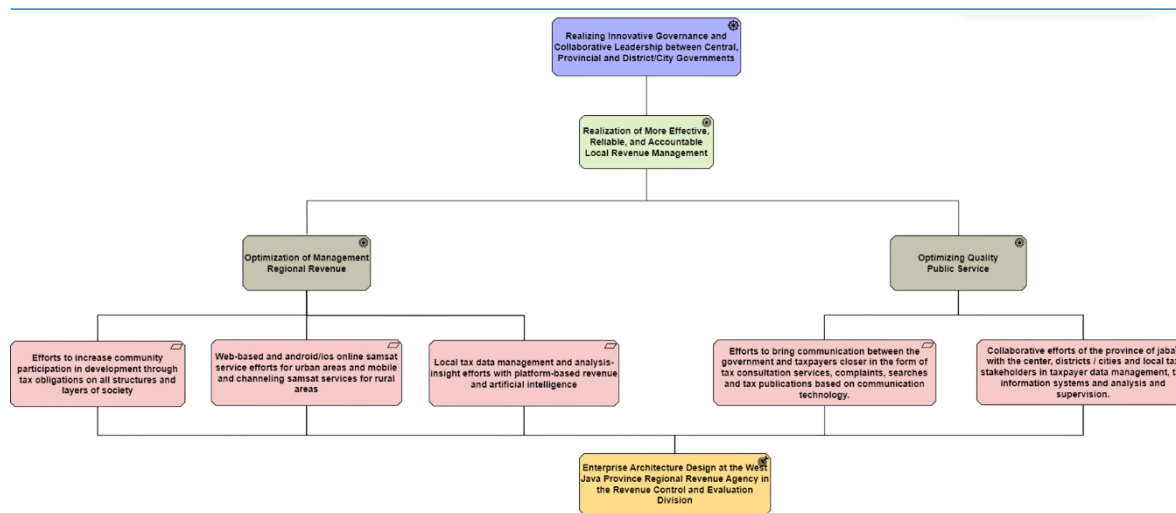 Realizing Innovative Governance and
Collaborative Leadership between Central,
Provincial and District/City Governments
Realization of More Effective,
Reliable, and Accountable
Local Revenue Management
Optimization of Management
Regional Revenue
Optimizing Quality
Public Service
Efforts to increase community
participation in development through
tax obligations on all structures and
layers of society
Web-based and android/ios online samsat
service efforts for urban areas and mobile
and channeling samsat services for rural
areas
Local tax data management and analysis-
insight efforts with platform-based revenue
and artificial intelligence
Efforts to bring communication between the
government and taxpayers closer in the form of
tax consultation services, complaints, searches
and tax publications based on communication
technology.
Collaborative efforts of the province of
with the center, districts / cities and local
stakeholders in taxpayer data management,
information systems and analysis and
supervision.
Enterprise Architecture Design at the West
Java Province Regional Revenue Agency in
the Revenue Control and Evaluation
Division